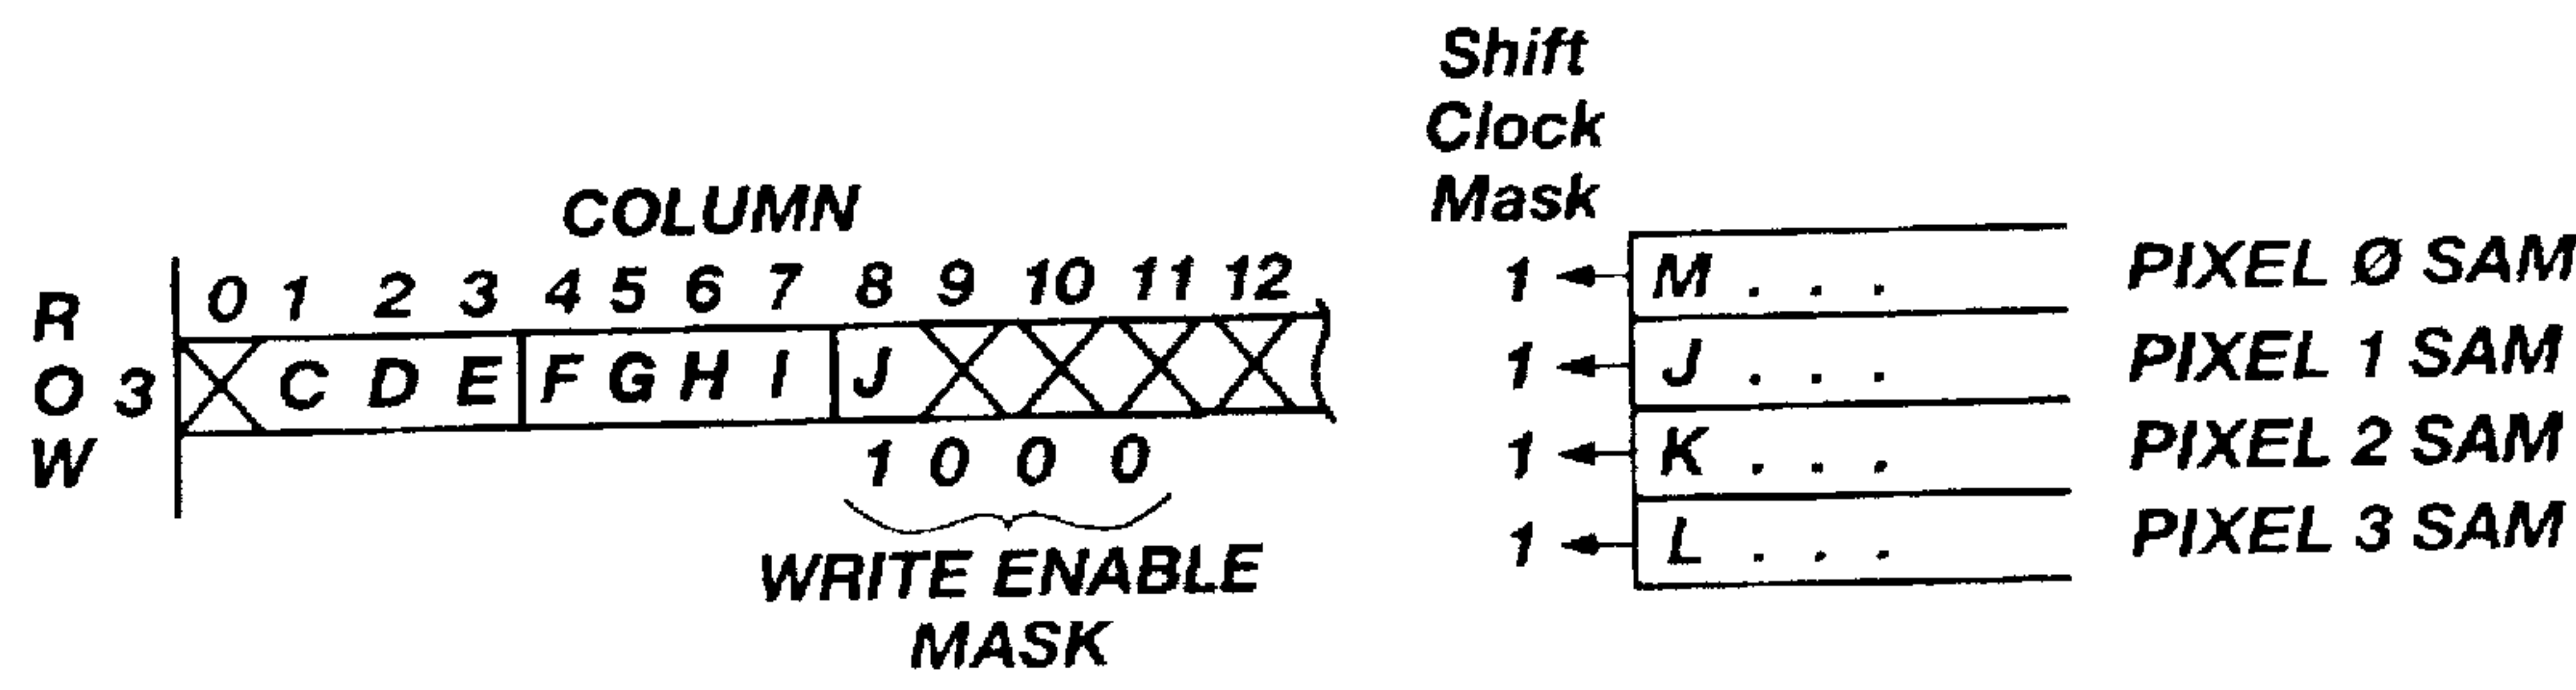 Shift
Clock
Mask
COLUMN
0 1 2 3 4 5 6 7 8 9 10 11 12
R
O
W
3
C D E F G H I J
1 0 0 0
WRITE ENABLE
MASK
1 M . . . PIXEL Ø SAM
1 J . . . PIXEL 1 SAM
1 K . . . PIXEL 2 SAM
1 L . . . PIXEL 3 SAM